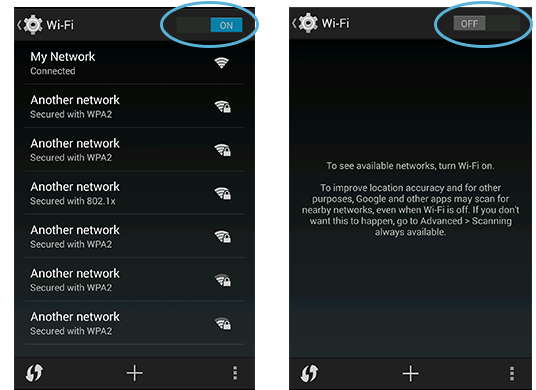 Wi-Fi
ON
My Network
Connected
Another network
Secured with WPA2
Another network
Secured with WPA2
Another network
Secured with 802.1x
Another network
Secured with WPA2
Another network
Secured with WPA2
Another network
Secured with WPA2
Wi-Fi
OFF
To see available networks, turn Wi-Fi on.
To improve location accuracy and for other
purposes, Google and other apps may scan for
nearby networks, even when Wi-Fi is off. If you don't
want this to happen, go to Advanced > Scanning
always available.